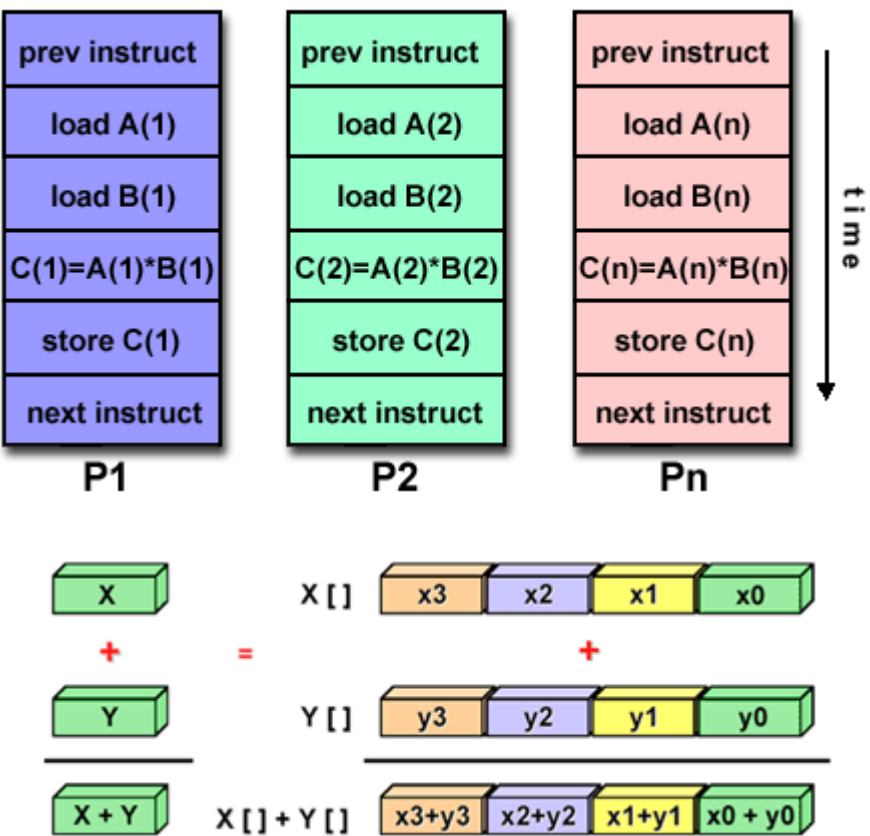 prev instruct prev instruct prev instruct
load A(1) load A(2) load A(n)
load B(1) load B(2) load B(n)
C(1)=A(1)*B(1) C(2)=A(2)*B(2) C(n)=A(n)*B(n)
store C(1) store C(2) store C(n)
next instruct next instruct next instruct
time
P1 P2 Pn
X X [ ] x3 x2 x1 x0
+ = +
Y Y [ ] y3 y2 y1 y0
X + Y X [ ] + Y [ ] x3+y3 x2+y2 x1+y1 x0 + y0